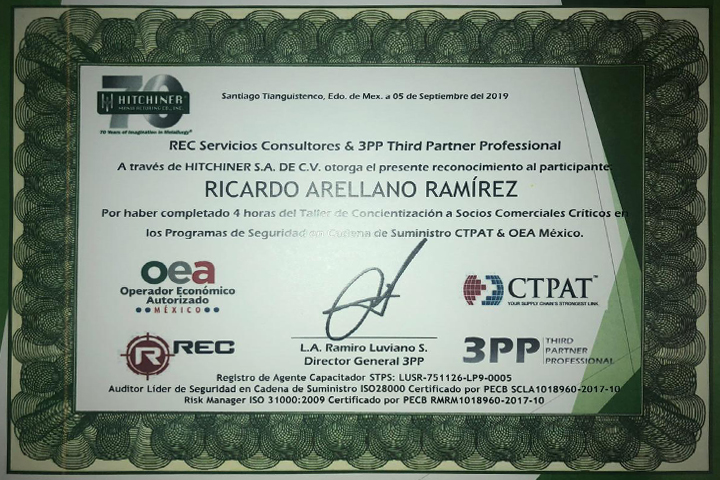 70
HITCHINER
MANUFACTURING CO., INC.
70 Years of Imagination in Metallurgy®
Santiago Tianguistenco, Edo. de Mex. a 05 de Septiembre del 2019
REC Servicios Consultores & 3PP Third Partner Professional
A través de HITCHINER S.A. DE C.V. otorga el presente reconocimiento al participante:
RICARDO ARELLANO RAMÍREZ
Por haber completado 4 horas del Taller de Concientización a Socios Comerciales Críticos en
los Programas de Seguridad en Cadena de Suministro CTPAT & OEA México.
oea
Operador Económico
Autorizado
MÉXICO
CTPAT™
YOUR SUPPLY CHAIN'S STRONGEST LINK.
R REC
L.A. Ramiro Luviano S.
Director General 3PP
3PP THIRD PARTNER PROFESSIONAL
Registro de Agente Capacitador STPS: LUSR-751126-LP9-0005
Auditor Líder de Seguridad en Cadena de Suministro ISO28000 Certificado por PECB SCLA1018960-2017-10
Risk Manager ISO 31000:2009 Certificado por PECB RMRM1018960-2017-10